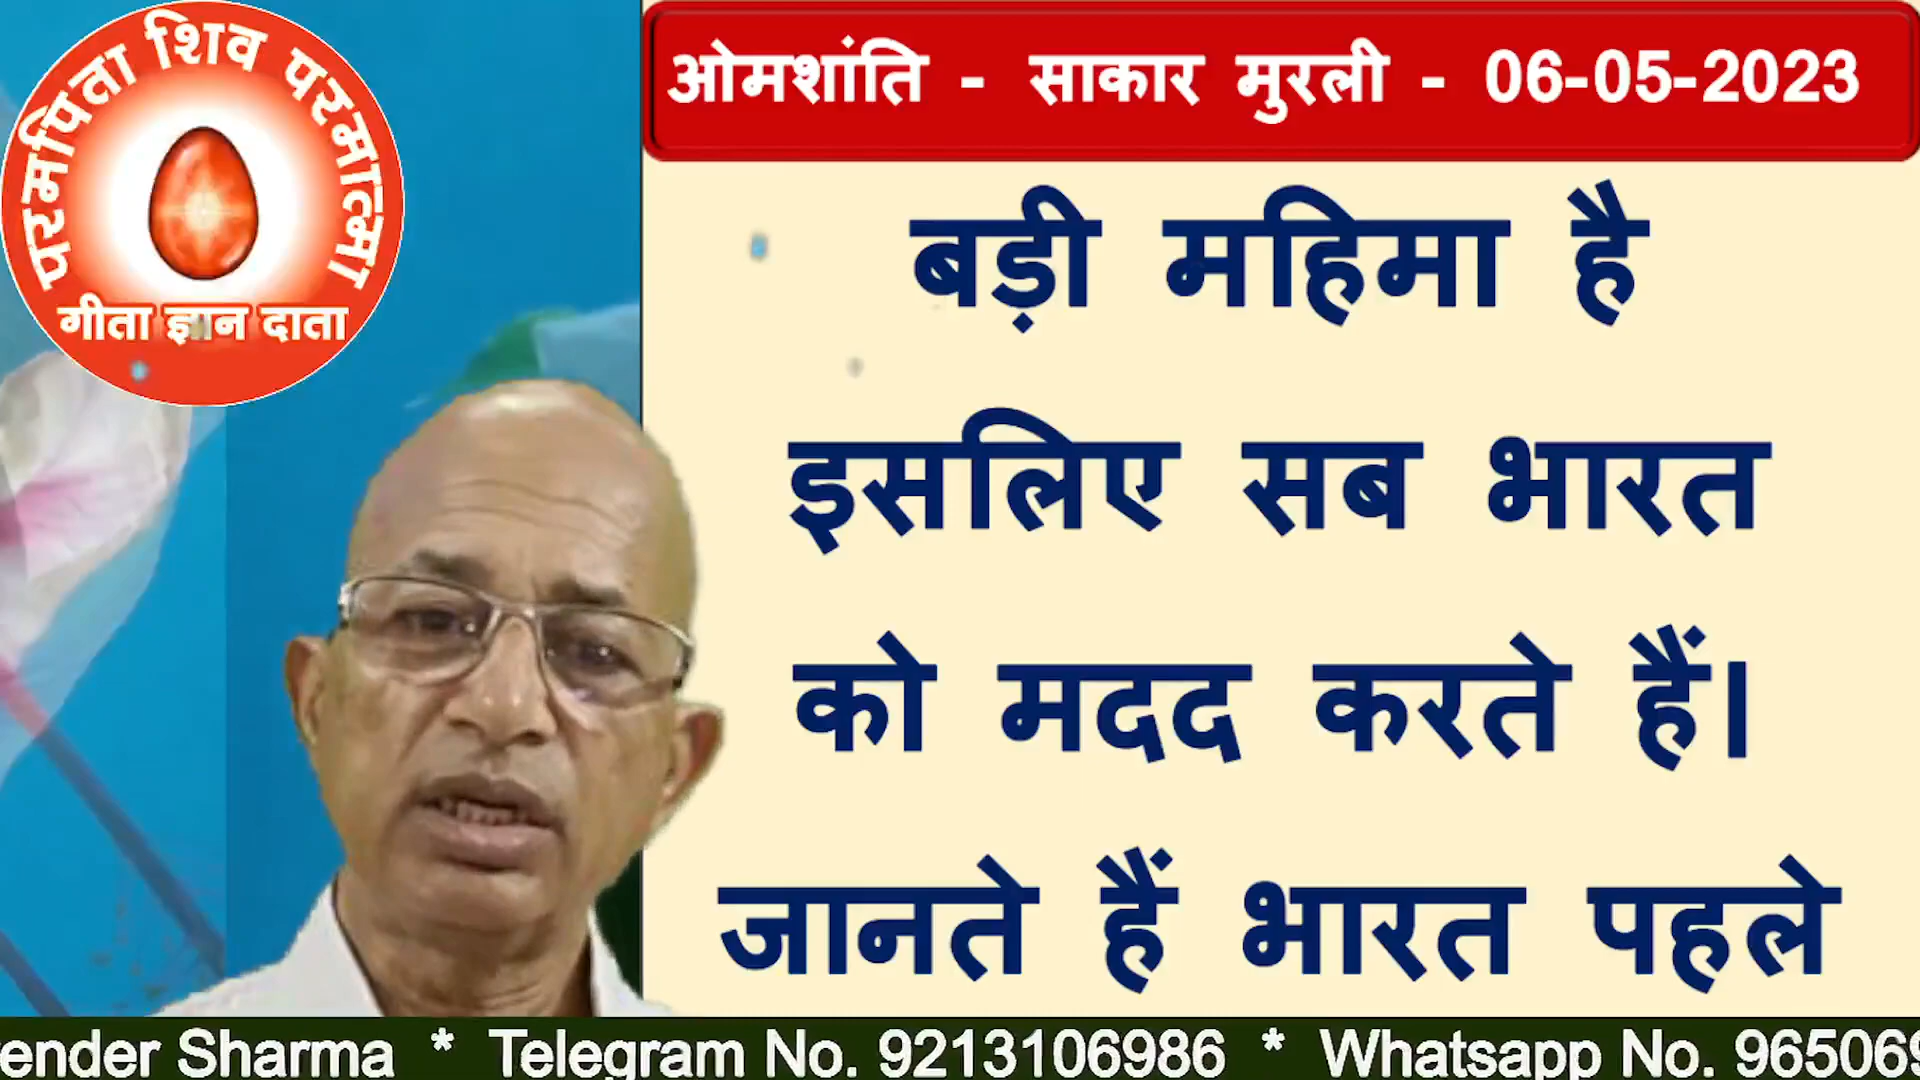 परमपिता शिव परमात्मा
गीता ज्ञान दाता
ओमशांति - साकार मुरली - 06-05-2023
बड़ी महिमा है
इसलिए सब भारत
को मदद करते हैं।
जानते हैं भारत पहले
ender Sharma * Telegram No. 9213106986 * Whatsapp No. 965069